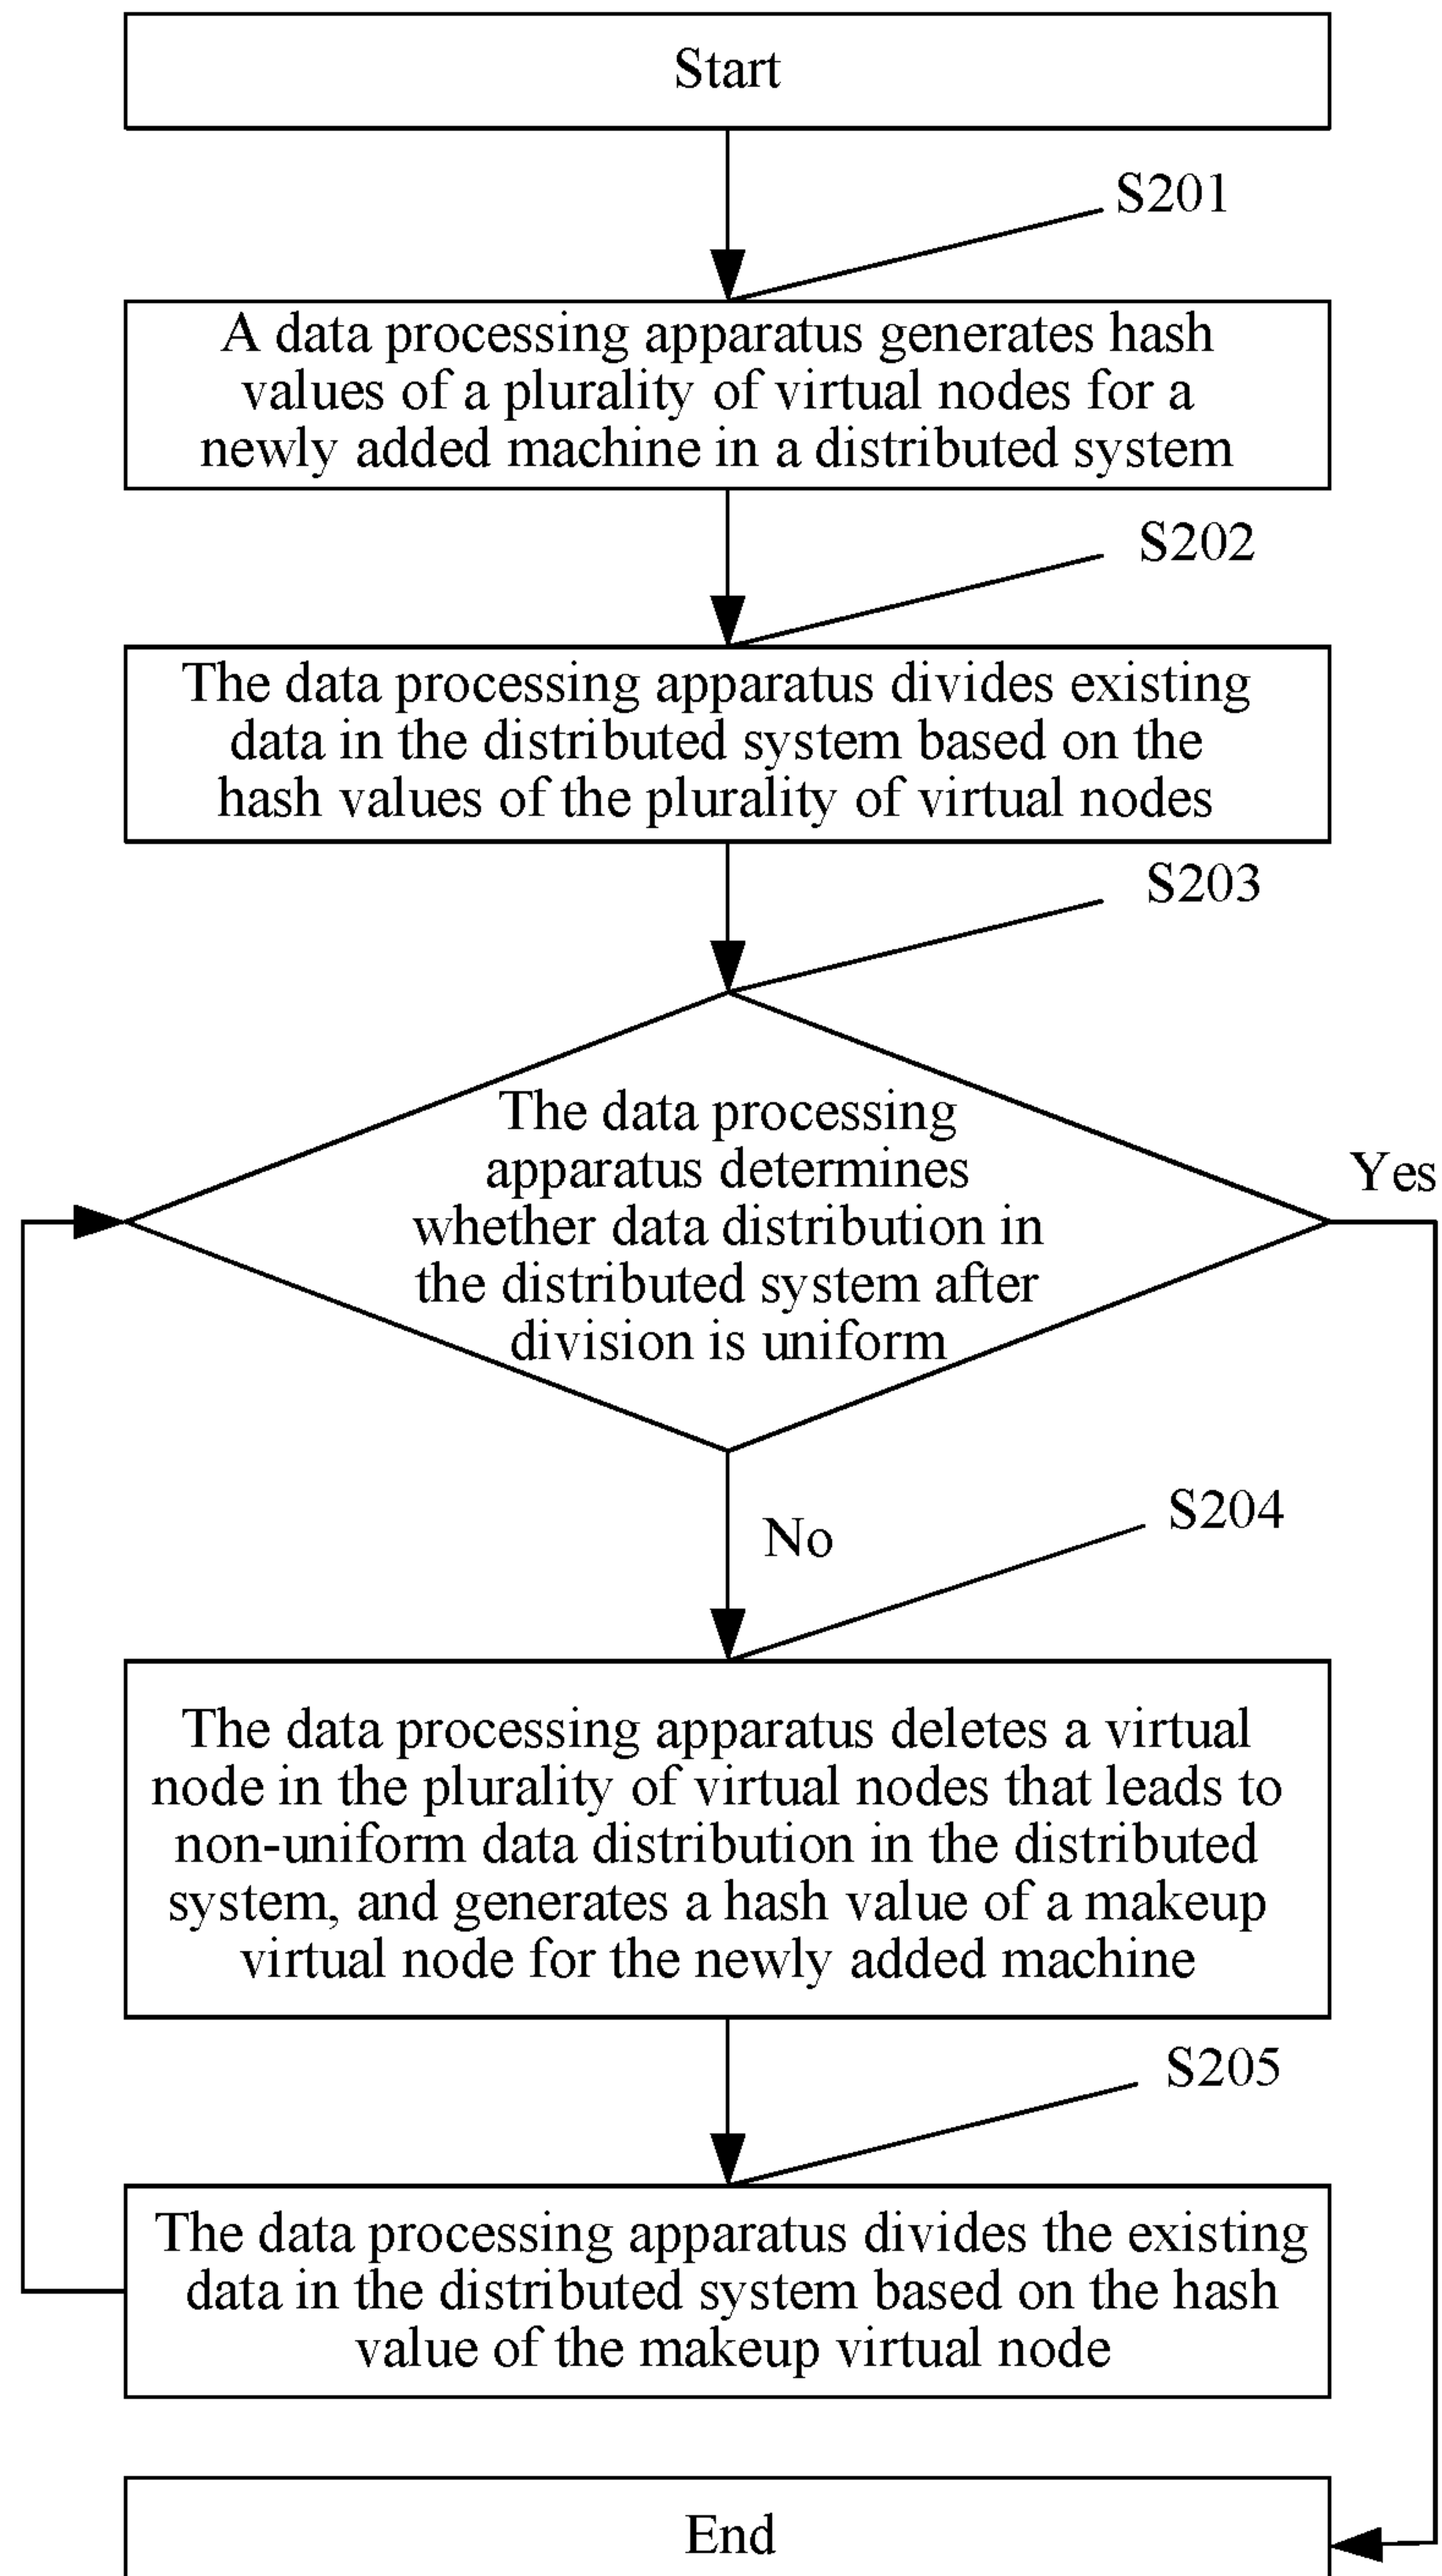 Start
S201
A data processing apparatus generates hash
values of a plurality of virtual nodes for a
newly added machine in a distributed system
S202
The data processing apparatus divides existing
data in the distributed system based on the
hash values of the plurality of virtual nodes
S203
The data processing
apparatus determines
whether data distribution in
the distributed system after
division is uniform
Yes
No
S204
The data processing apparatus deletes a virtual
node in the plurality of virtual nodes that leads to
non-uniform data distribution in the distributed
system, and generates a hash value of a makeup
virtual node for the newly added machine
S205
The data processing apparatus divides the existing
data in the distributed system based on the hash
value of the makeup virtual node
End